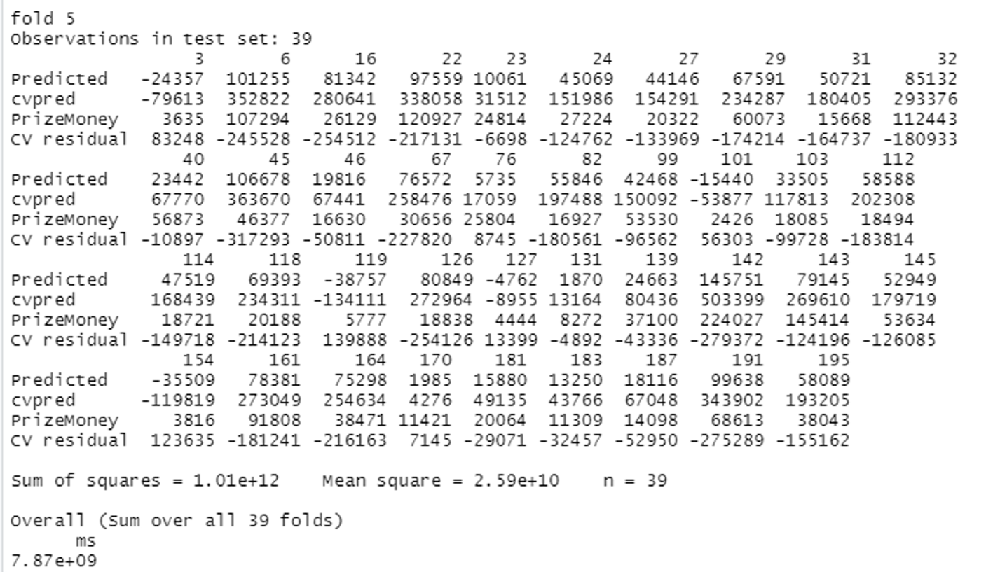 fold 5
Observations in test set: 39
3 6 16 22 23 24 27 29 31 32
Predicted -24357 101255 81342 97559 10061 45069 44146 67591 50721 85132
cvpred -79613 352822 280641 338058 31512 151986 154291 234287 180405 293376
PrizeMoney 3635 107294 26129 120927 24814 27224 20322 60073 15668 112443
CV residual 83248 -245528 -254512 -217131 -6698 -124762 -133969 -174214 -164737 -180933
40 45 46 67 76 82 99 101 103 112
Predicted 23442 106678 19816 76572 5735 55846 42468 -15440 33505 58588
cvpred 67770 363670 67441 258476 17059 197488 150092 -53877 117813 202308
PrizeMoney 56873 46377 16630 30656 25804 16927 53530 2426 18085 18494
CV residual -10897 -317293 -50811 -227820 8745 -180561 -96562 56303 -99728 -183814
114 118 119 126 127 131 139 142 143 145
Predicted 47519 69393 -38757 80849 -4762 1870 24663 145751 79145 52949
cvpred 168439 234311 -134111 272964 -8955 13164 80436 503399 269610 179719
PrizeMoney 18721 20188 5777 18838 4444 8272 37100 224027 145414 53634
CV residual -149718 -214123 139888 -254126 13399 -4892 -43336 -279372 -124196 -126085
154 161 164 170 181 183 187 191 195
Predicted -35509 78381 75298 1985 15880 13250 18116 99638 58089
cvpred -119819 273049 254634 4276 49135 43766 67048 343902 193205
PrizeMoney 3816 91808 38471 11421 20064 11309 14098 68613 38043
CV residual 123635 -181241 -216163 7145 -29071 -32457 -52950 -275289 -155162
Sum of squares = 1.01e+12 Mean square = 2.59e+10 n = 39
Overall (Sum over all 39 folds)
ms
7.87e+09